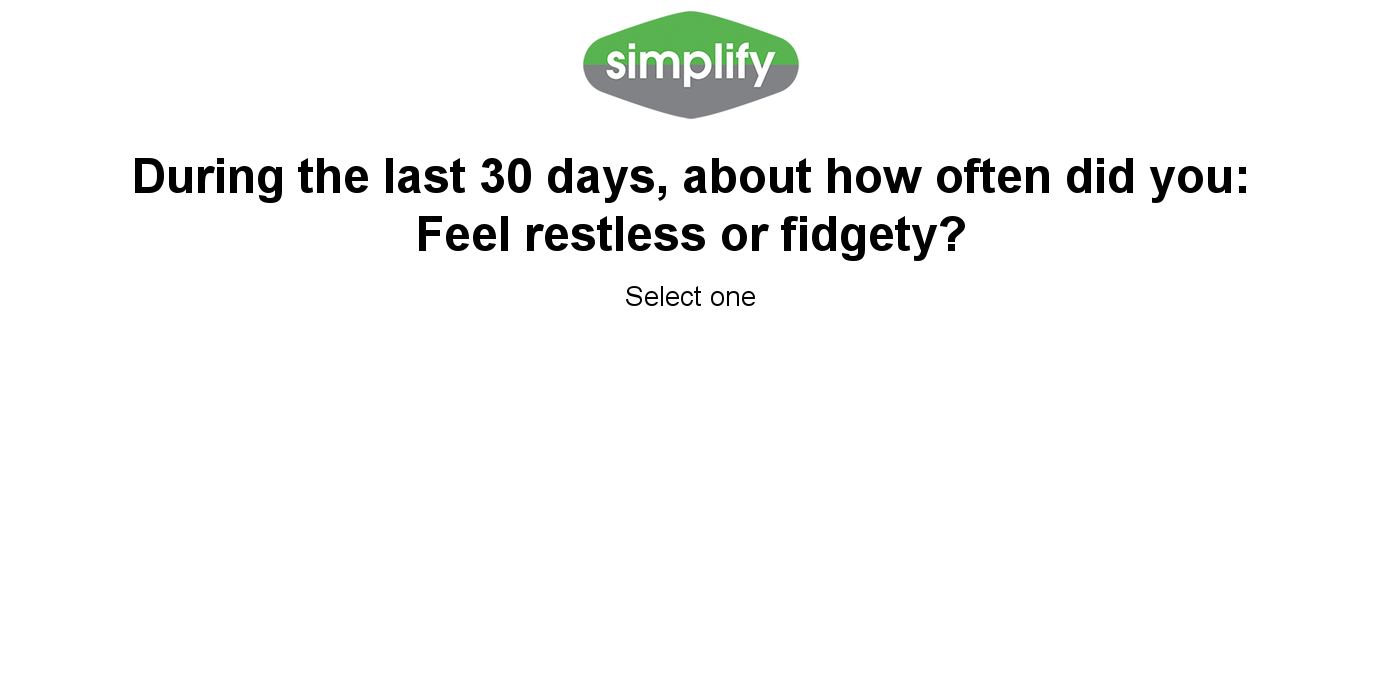 simplify
During the last 30 days, about how often did you:
Feel restless or fidgety?
Select one